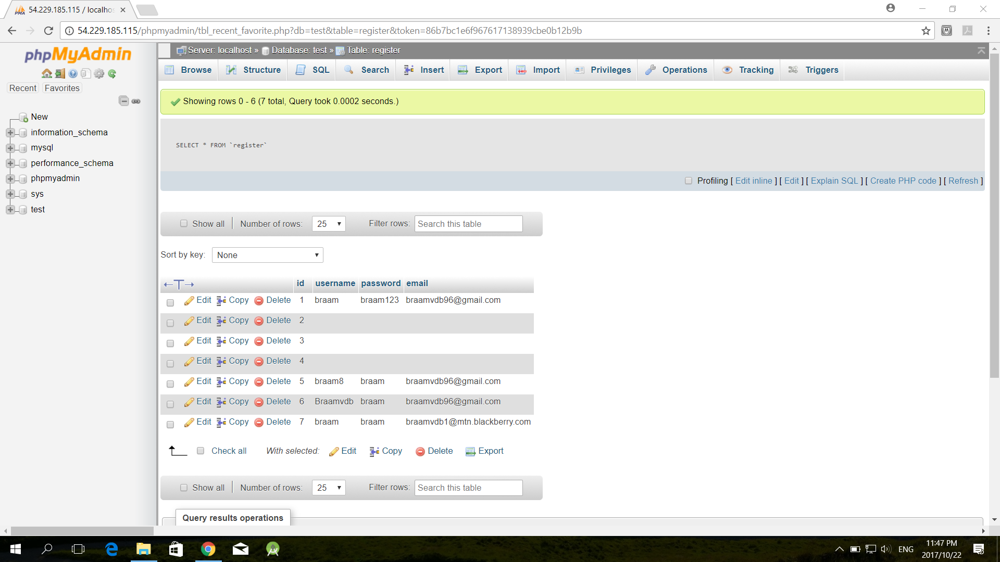 54.229.185.115 / localhos
54.229.185.115/phpmyadmin/tbl_recent_favorite.php?db=test&table=register&token=86b7bc1e6f967617138939cbe0b12b9b
phpMyAdmin
Recent Favorites
New
information_schema
mysql
performance_schema
phpmyadmin
sys
test
Server: localhost » Database: test » Table: register
Browse Structure SQL Search Insert Export Import Privileges Operations Tracking Triggers
Showing rows 0 - 6 (7 total, Query took 0.0002 seconds.)
SELECT * FROM `register`
Profiling [ Edit inline ] [ Edit ] [ Explain SQL ] [ Create PHP code ] [ Refresh ]
Show all Number of rows: 25 Filter rows: Search this table
Sort by key: None
id username password email
Edit Copy Delete 1 braam braam123 braamvdb96@gmail.com
Edit Copy Delete 2
Edit Copy Delete 3
Edit Copy Delete 4
Edit Copy Delete 5 braam8 braam braamvdb96@gmail.com
Edit Copy Delete 6 Braamvdb braam braamvdb96@gmail.com
Edit Copy Delete 7 braam braam braamvdb1@mtn.blackberry.com
Check all With selected: Edit Copy Delete Export
Show all Number of rows: 25 Filter rows: Search this table
Query results operations
ENG
11:47 PM
2017/10/22